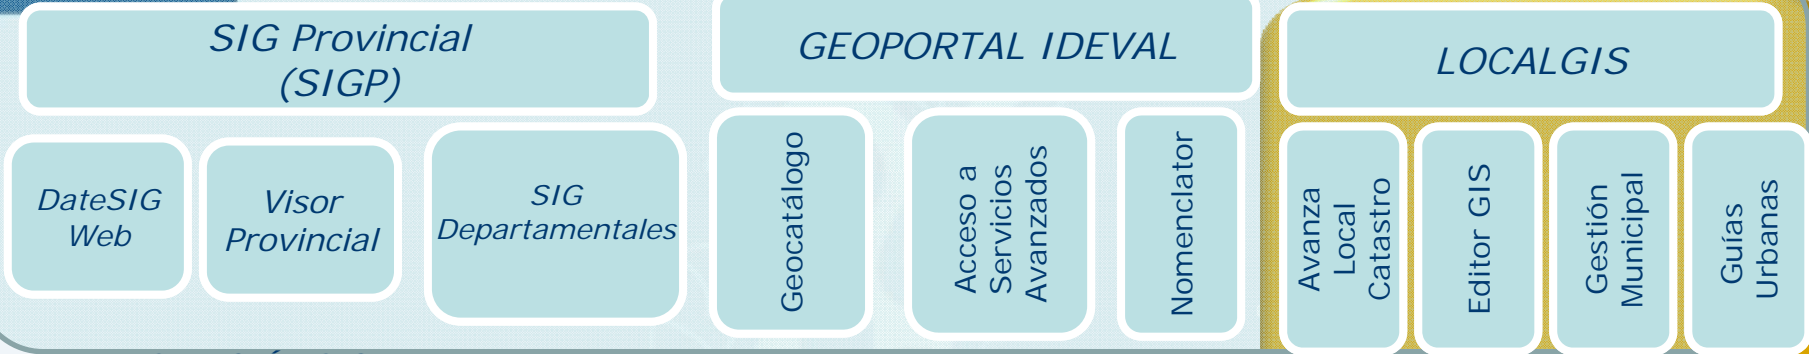 SIG Provincial
(SIGP)
DateSIG
Web
Visor
Provincial
SIG
Departamentales
GEOPORTAL IDEVAL
Geocatálogo
Acceso a
Servicios
Avanzados
Nomenclator
LOCALGIS
Avanza
Local
Catastro
Editor GIS
Gestión
Municipal
Guías
Urbanas